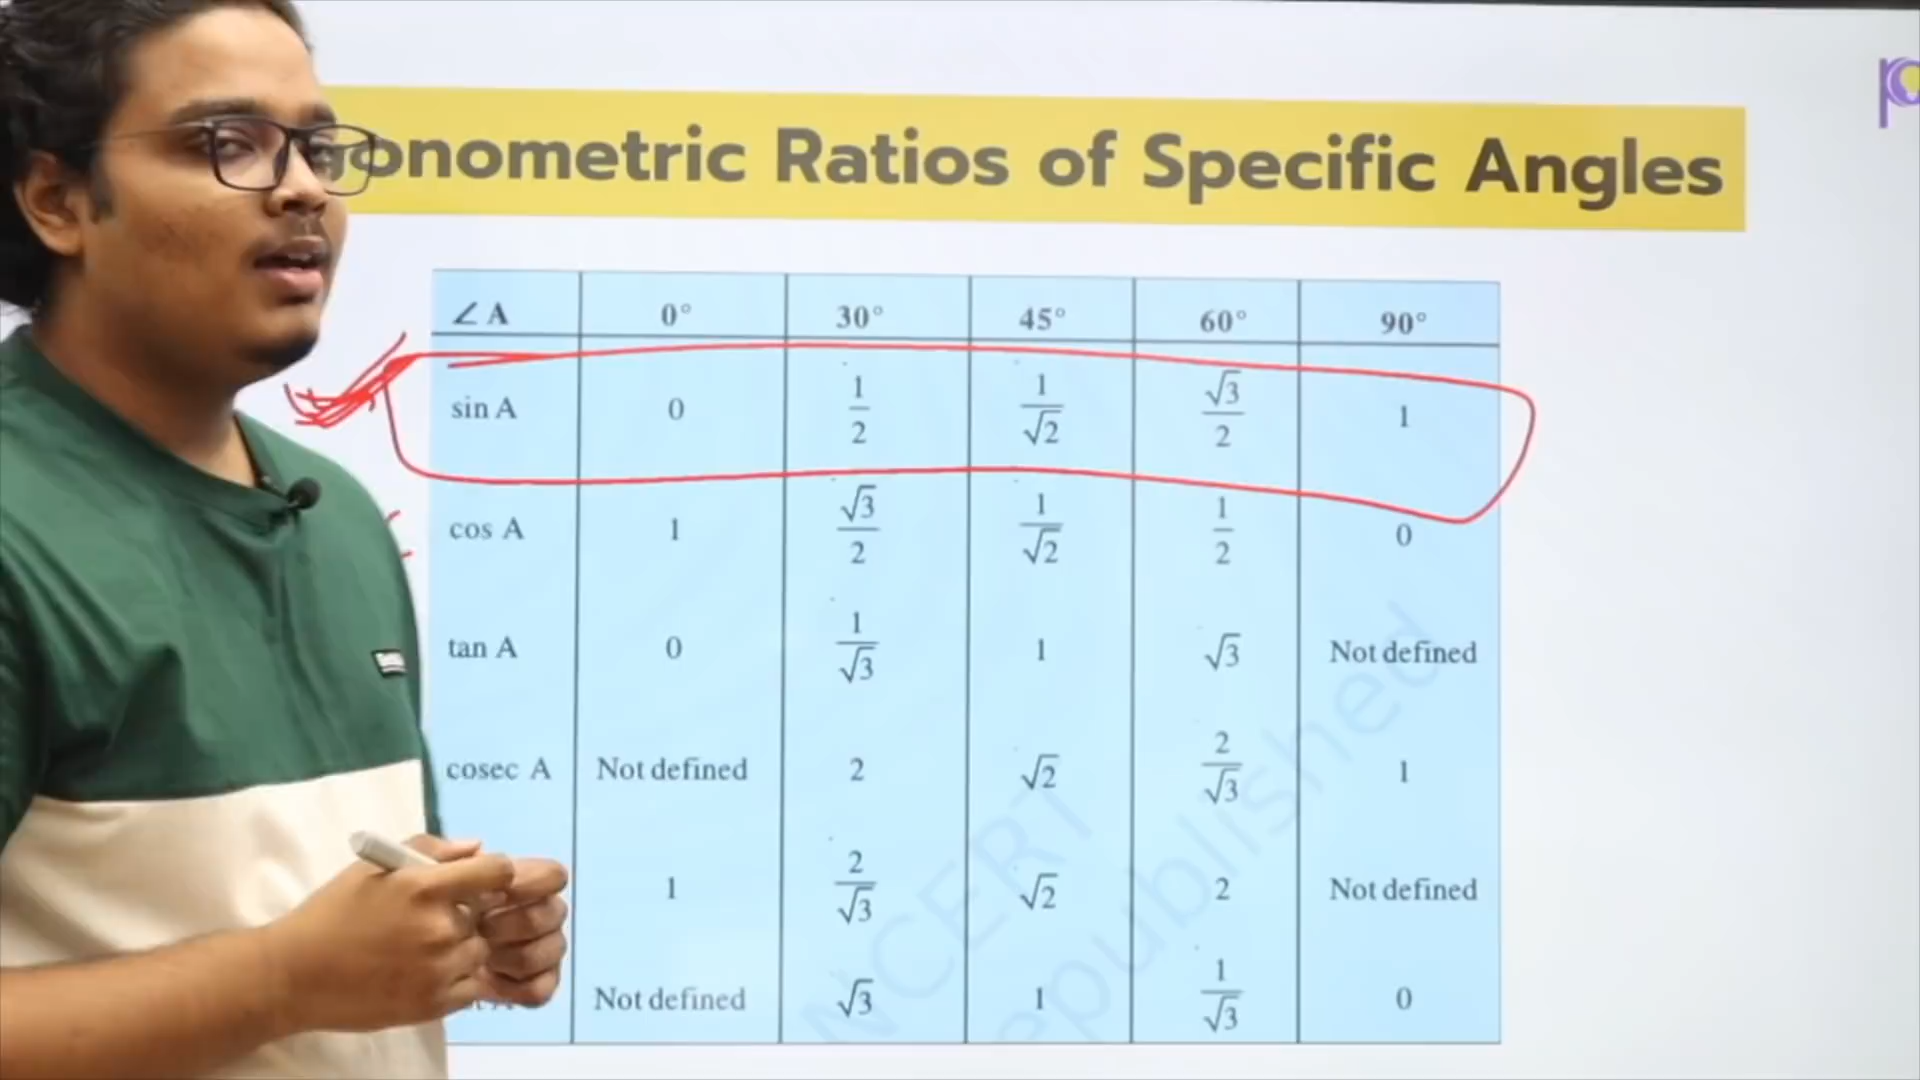 onometric Ratios of Specific Angles
∠A 0° 30° 45° 60° 90°
sin A 0 1/2 1/√2 √3/2 1
cos A 1 √3/2 1/√2 1/2 0
tan A 0 1/√3 1 √3 Not defined
cosec A Not defined 2 √2 2/√3 1
1 2/√3 √2 2 Not defined
Not defined √3 1 1/√3 0
NCERT
republished